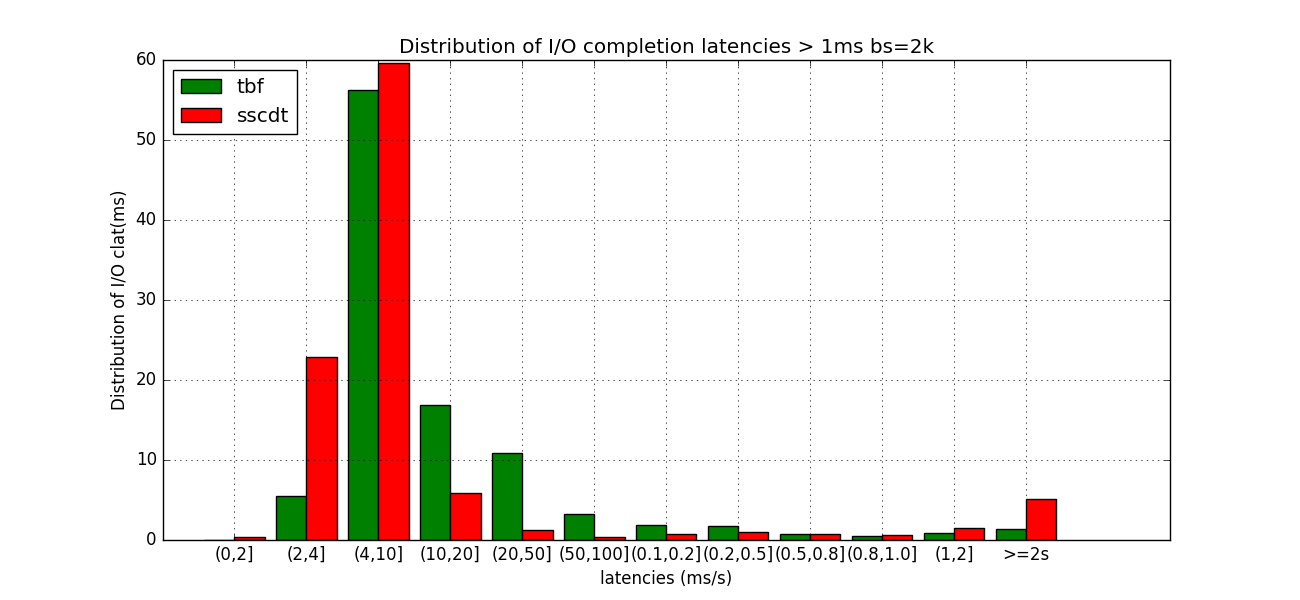 Distribution of I/O completion latencies > 1ms bs=2k
tbf
sscdt
Distribution of I/O clat(ms)
60
50
40
30
20
10
0
(0,2] (2,4] (4,10] (10,20] (20,50] (50,100] (0.1,0.2] (0.2,0.5] (0.5,0.8] (0.8,1.0] (1,2] >=2s
latencies (ms/s)